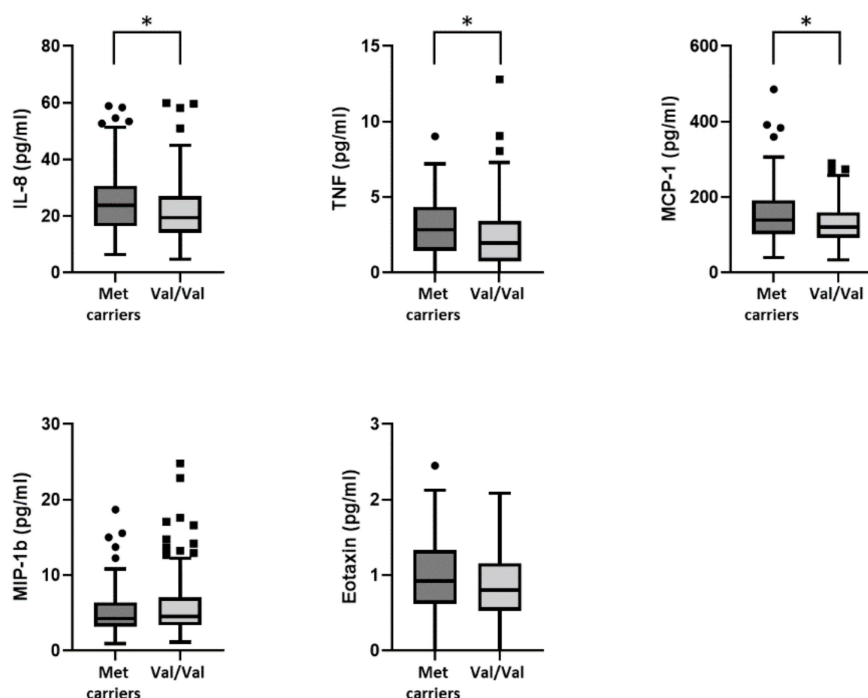 *
80
60
40
20
0
IL-8 (pg/ml)
Met
carriers
Val/Val
*
15
10
5
0
TNF (pg/ml)
Met
carriers
Val/Val
*
600
400
200
0
MCP-1 (pg/ml)
Met
carriers
Val/Val
30
20
10
0
MIP-1b (pg/ml)
Met
carriers
Val/Val
3
2
1
0
Eotaxin (pg/ml)
Met
carriers
Val/Val